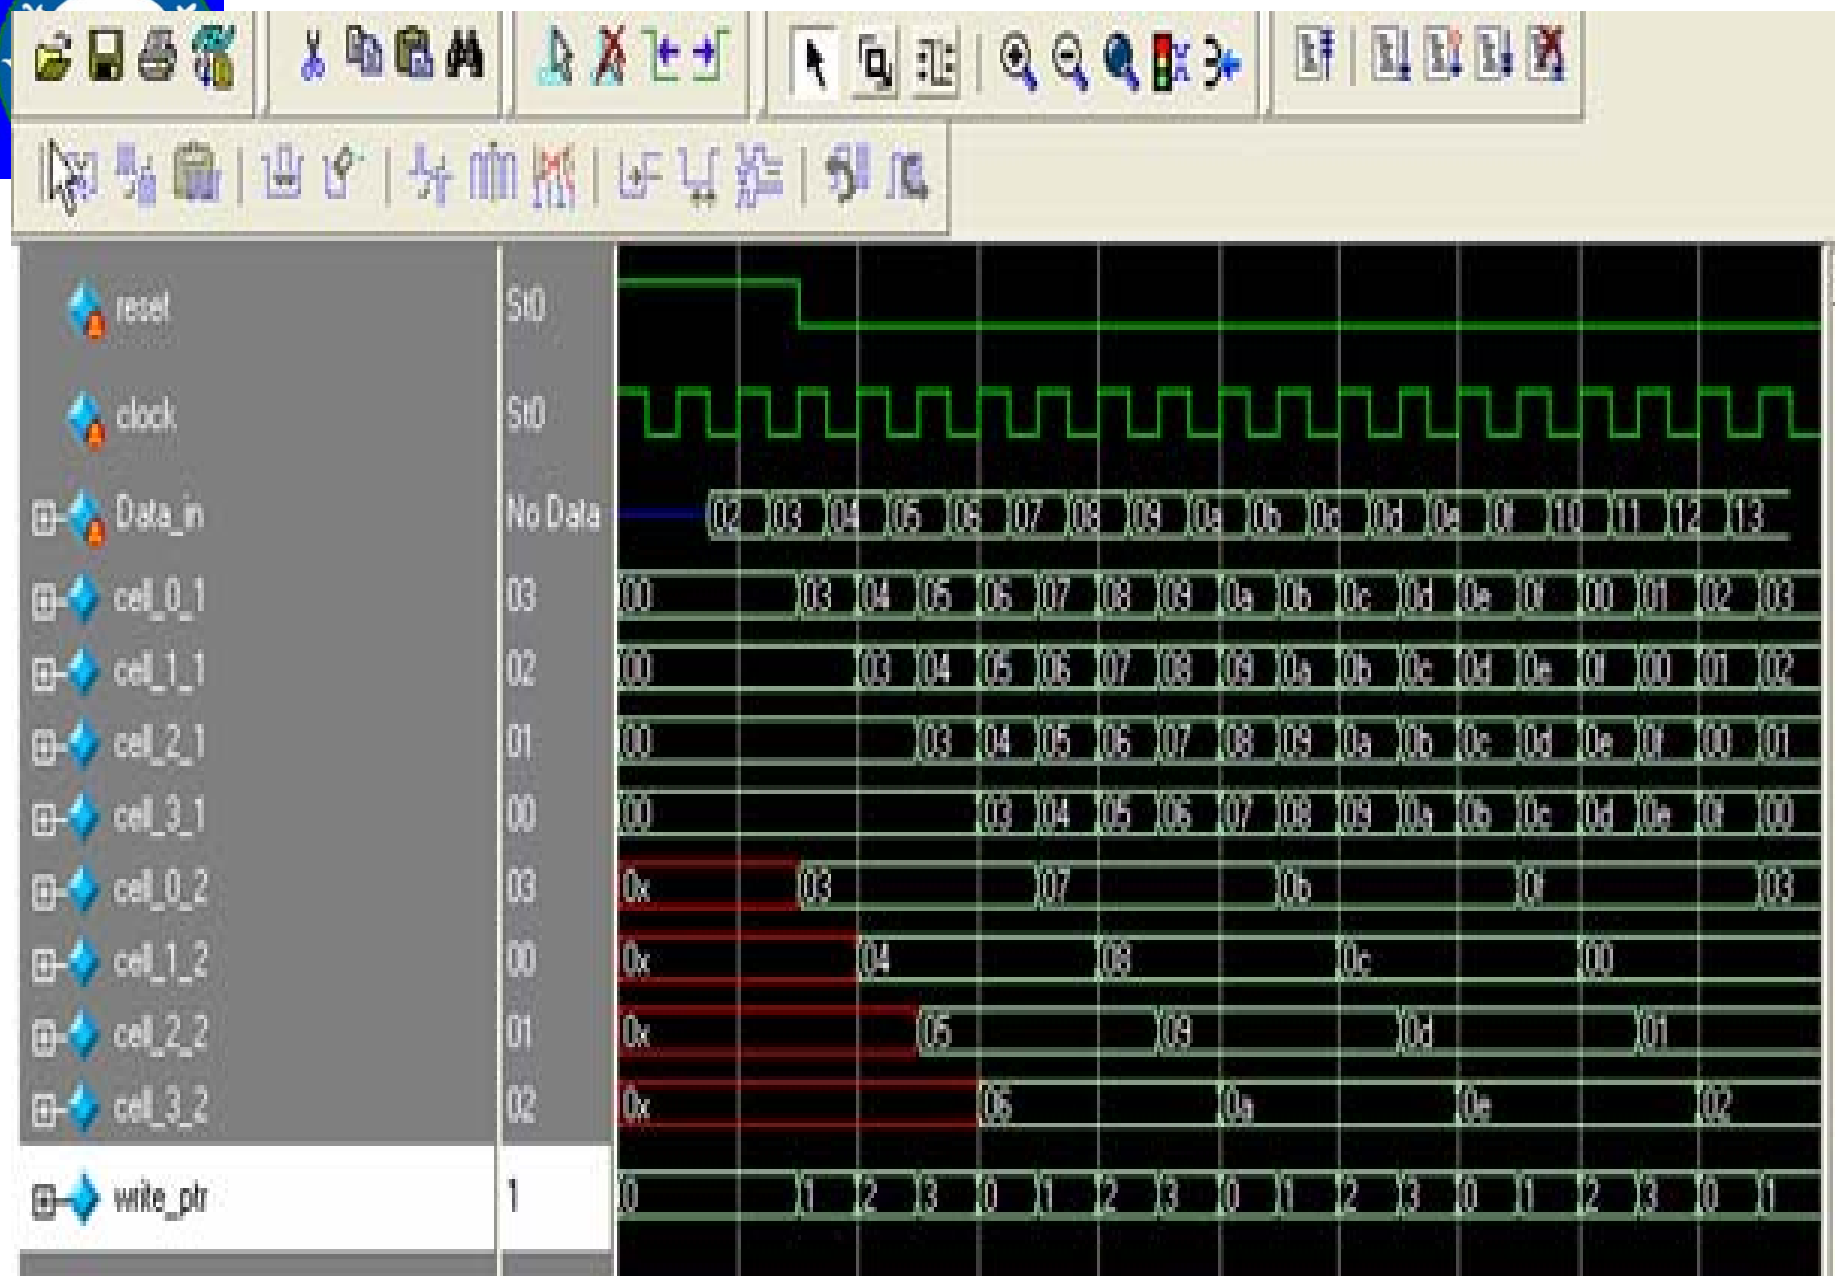 reset St0
clock St0
Data_in No Data 02 03 04 05 06 07 08 09 0a 0b 0c 0d 0e 0f 10 11 12 13
cell_0_1 03 00 03 04 05 06 07 08 09 0a 0b 0c 0d 0e 0f 00 01 02 03
cell_1_1 02 00 03 04 05 06 07 08 09 0a 0b 0c 0d 0e 0f 00 01 02
cell_2_1 01 00 03 04 05 06 07 08 09 0a 0b 0c 0d 0e 0f 00 01
cell_3_1 00 00 03 04 05 06 07 08 09 0a 0b 0c 0d 0e 0f 00
cell_0_2 03 0x 03 07 0b 0f 03
cell_1_2 00 0x 04 08 0c 00
cell_2_2 01 0x 05 09 0d 01
cell_3_2 02 0x 06 0a 0e 02
write_ptr 1 0 1 2 3 0 1 2 3 0 1 2 3 0 1 2 3 0 1